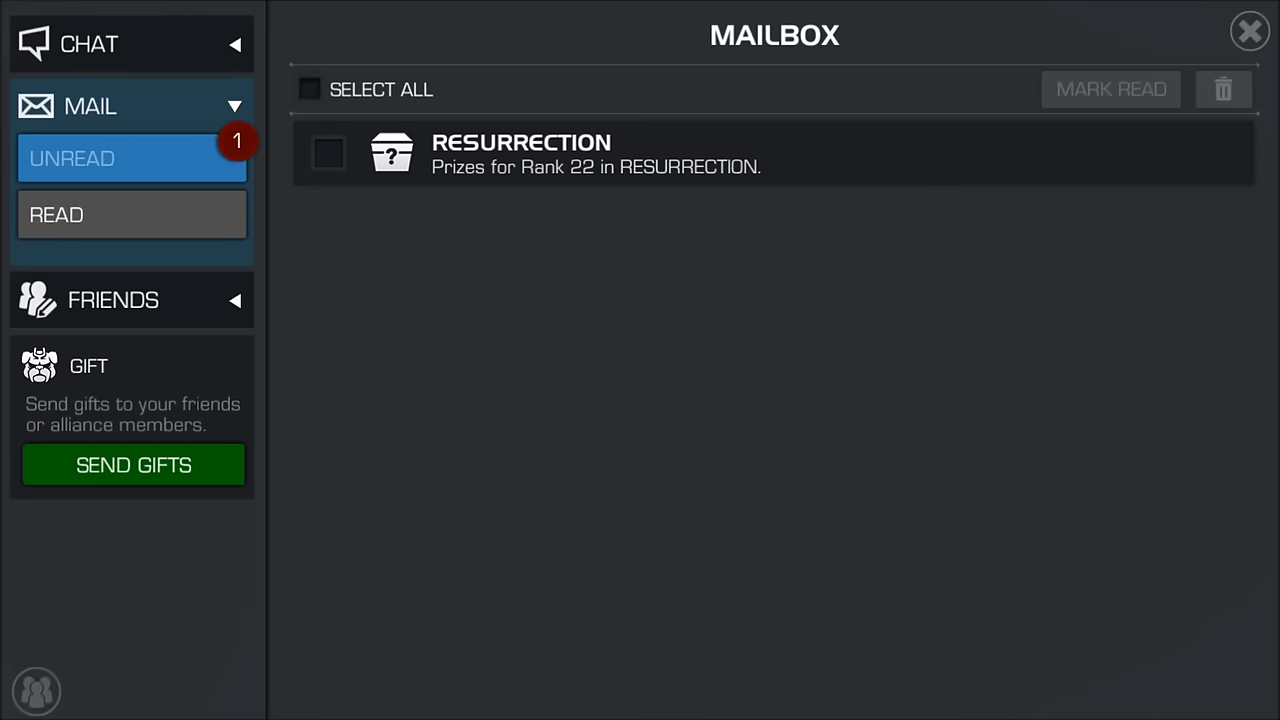 CHAT
MAIL
1
UNREAD
READ
FRIENDS
GIFT
Send gifts to your friends
or alliance members.
SEND GIFTS
MAILBOX
SELECT ALL
MARK READ
?
RESURRECTION
Prizes for Rank 22 in RESURRECTION.